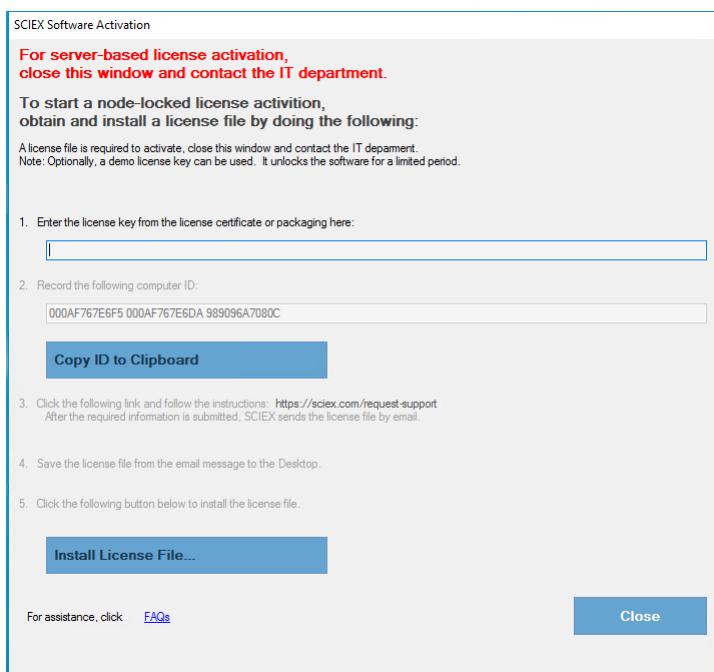 SCIEX Software Activation
For server-based license activation,
close this window and contact the IT department.
To start a node-locked license activition,
obtain and install a license file by doing the following:
A license file is required to activate, close this window and contact the IT deparment.
Note: Optionally, a demo license key can be used. It unlocks the software for a limited period.
1. Enter the license key from the license certificate or packaging here:
2. Record the following computer ID:
000AF767E6F5 000AF767E6DA 989096A7080C
Copy ID to Clipboard
3. Click the following link and follow the instructions: https://sciex.com/request-support
After the required information is submitted, SCIEX sends the license file by email.
4. Save the license file from the email message to the Desktop.
5. Click the following button below to install the license file.
Install License File...
For assistance, click FAQs
Close